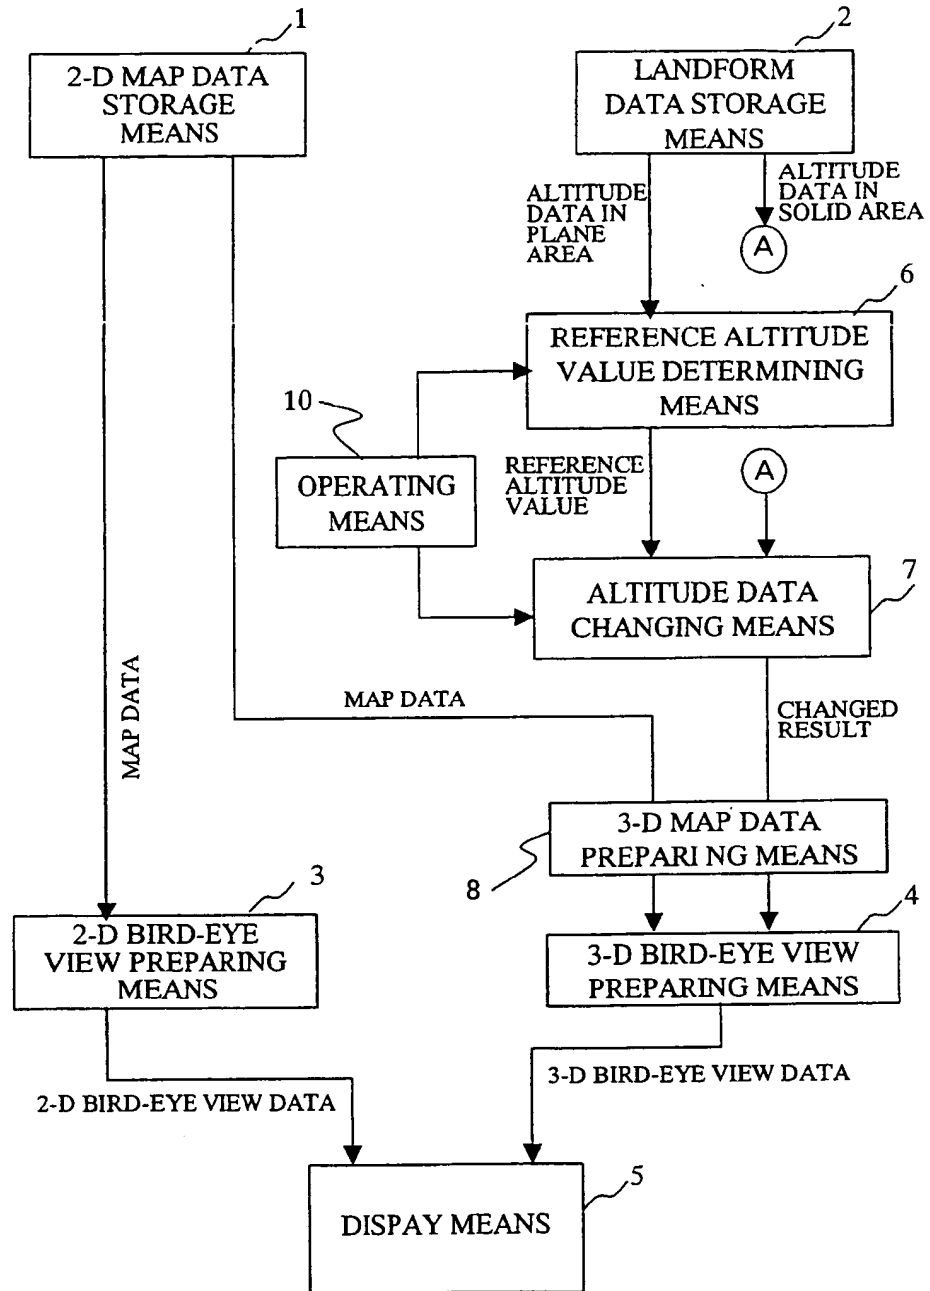 1
2
2-D MAP DATA
STORAGE
MEANS
LANDFORM
DATA STORAGE
MEANS
ALTITUDE
DATA IN
PLANE
AREA
ALTITUDE
DATA IN
SOLID AREA
A
6
REFERENCE ALTITUDE
VALUE DETERMINING
MEANS
10
OPERATING
MEANS
REFERENCE
ALTITUDE
VALUE
A
7
ALTITUDE DATA
CHANGING MEANS
MAP DATA
MAP DATA
CHANGED
RESULT
3-D MAP DATA
PREPARI NG MEANS
8
3
2-D BIRD-EYE
VIEW PREPARING
MEANS
4
3-D BIRD-EYE VIEW
PREPARING MEANS
2-D BIRD-EYE VIEW DATA
3-D BIRD-EYE VIEW DATA
5
DISPAY MEANS